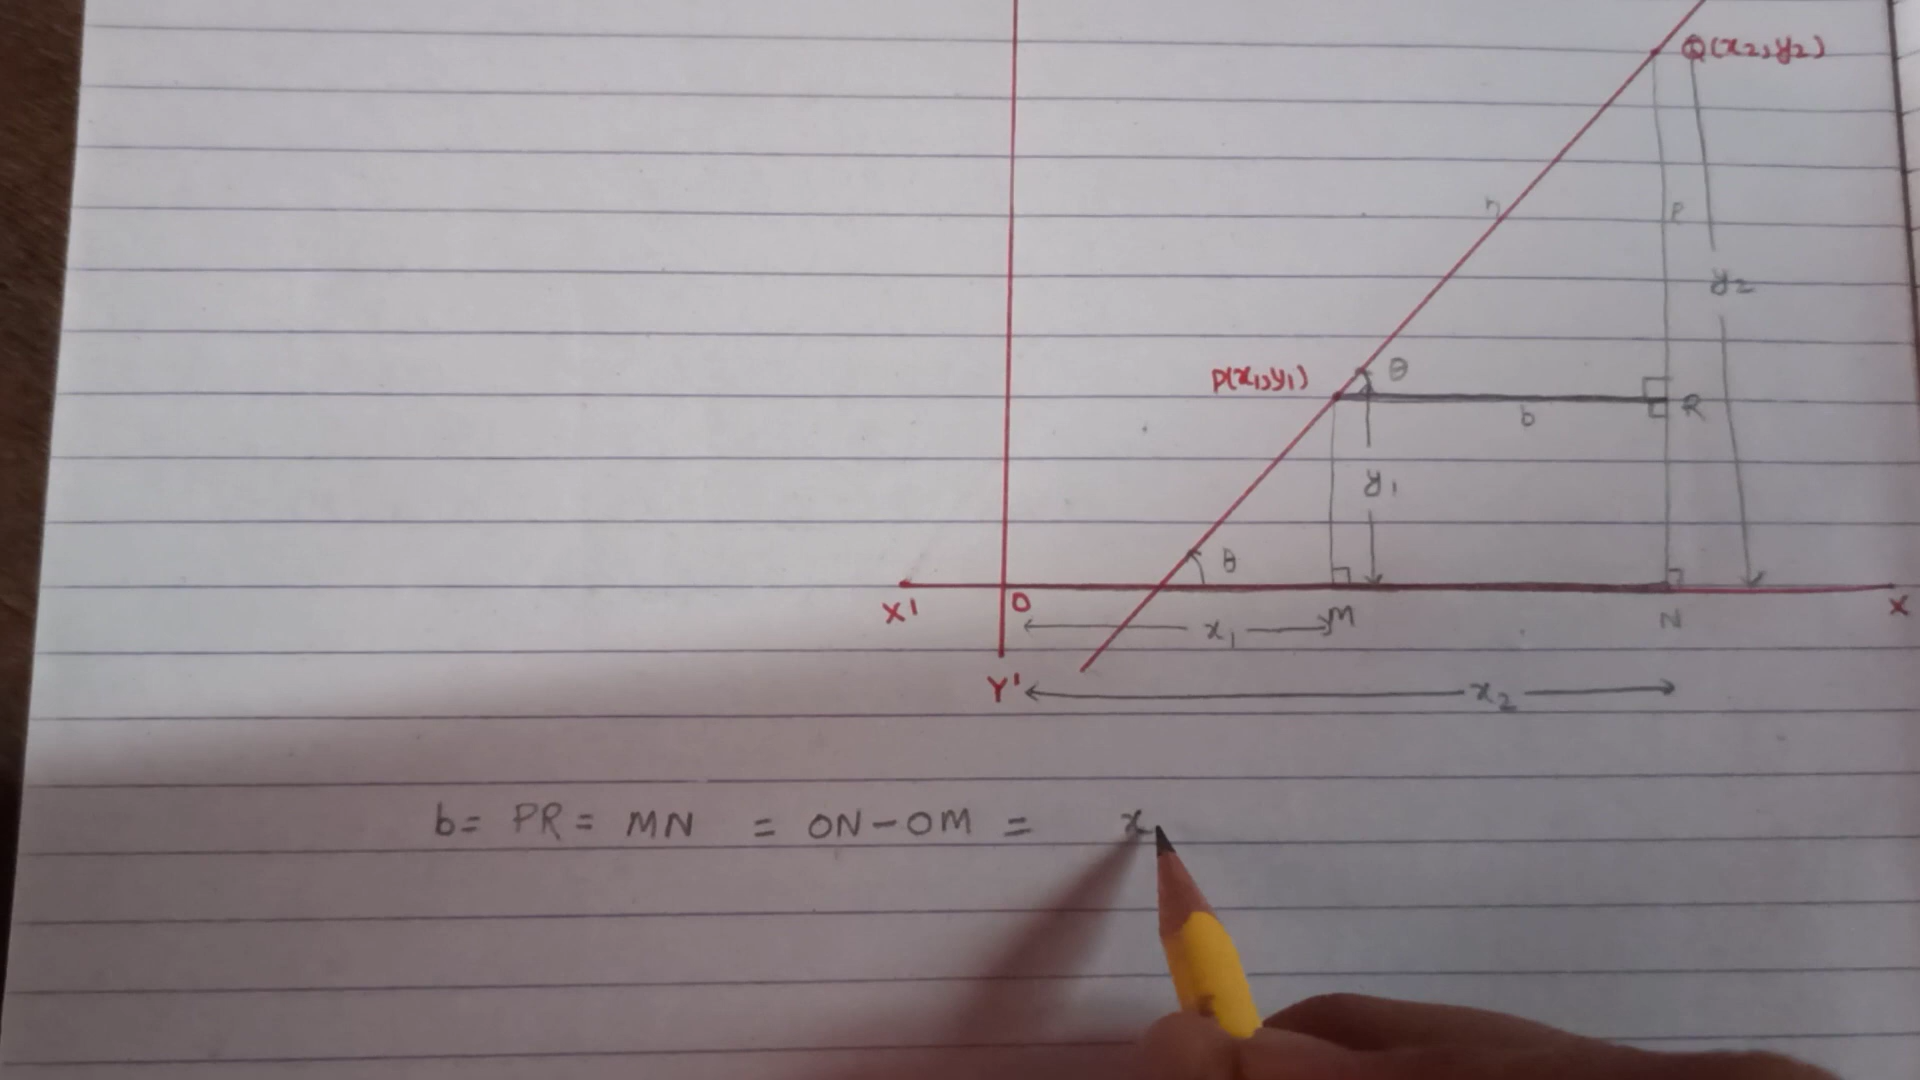 Q(x₂,y₂)
h
p
y₂
P(x₁,y₁)
θ
b
R
y₁
θ
X'
O
M
N
X
x₁
Y'
x₂
b= PR = MN = ON-OM = x